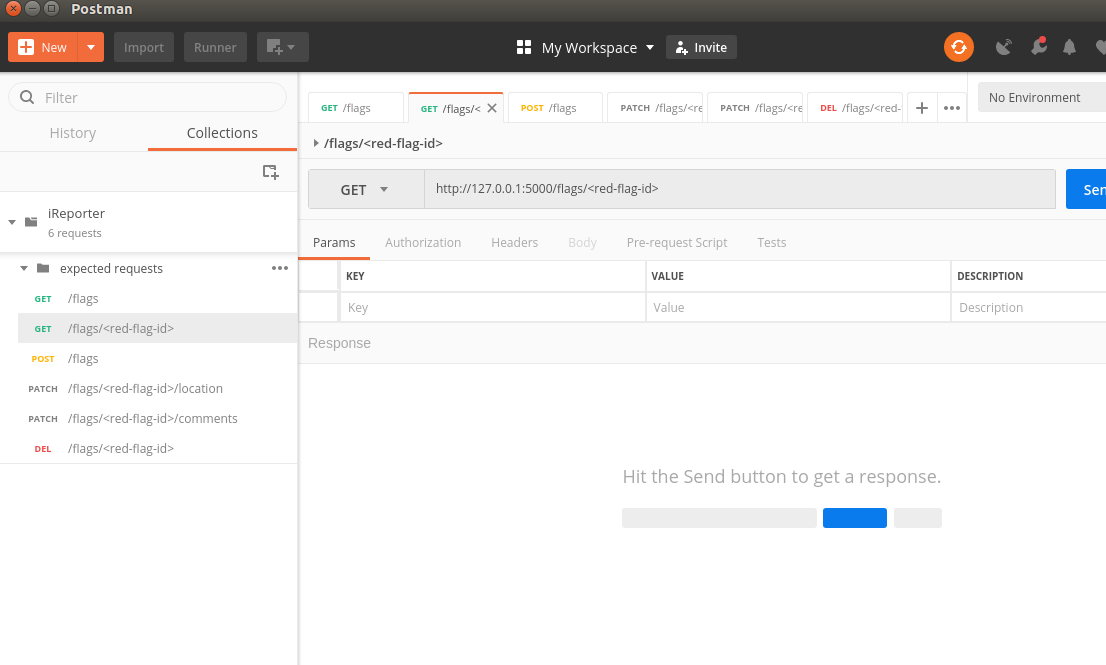 Postman
New
Import
Runner
My Workspace
Invite
Filter
History
Collections
iReporter
6 requests
expected requests
GET /flags
GET /flags/<red-flag-id>
POST /flags
PATCH /flags/<red-flag-id>/location
PATCH /flags/<red-flag-id>/comments
DEL /flags/<red-flag-id>
GET /flags
GET /flags/<
POST /flags
PATCH /flags/<re
PATCH /flags/<re
DEL /flags/<red-
No Environment
/flags/<red-flag-id>
GET
http://127.0.0.1:5000/flags/<red-flag-id>
Sen
Params Authorization Headers Body Pre-request Script Tests
KEY VALUE DESCRIPTION
Key Value Description
Response
Hit the Send button to get a response.